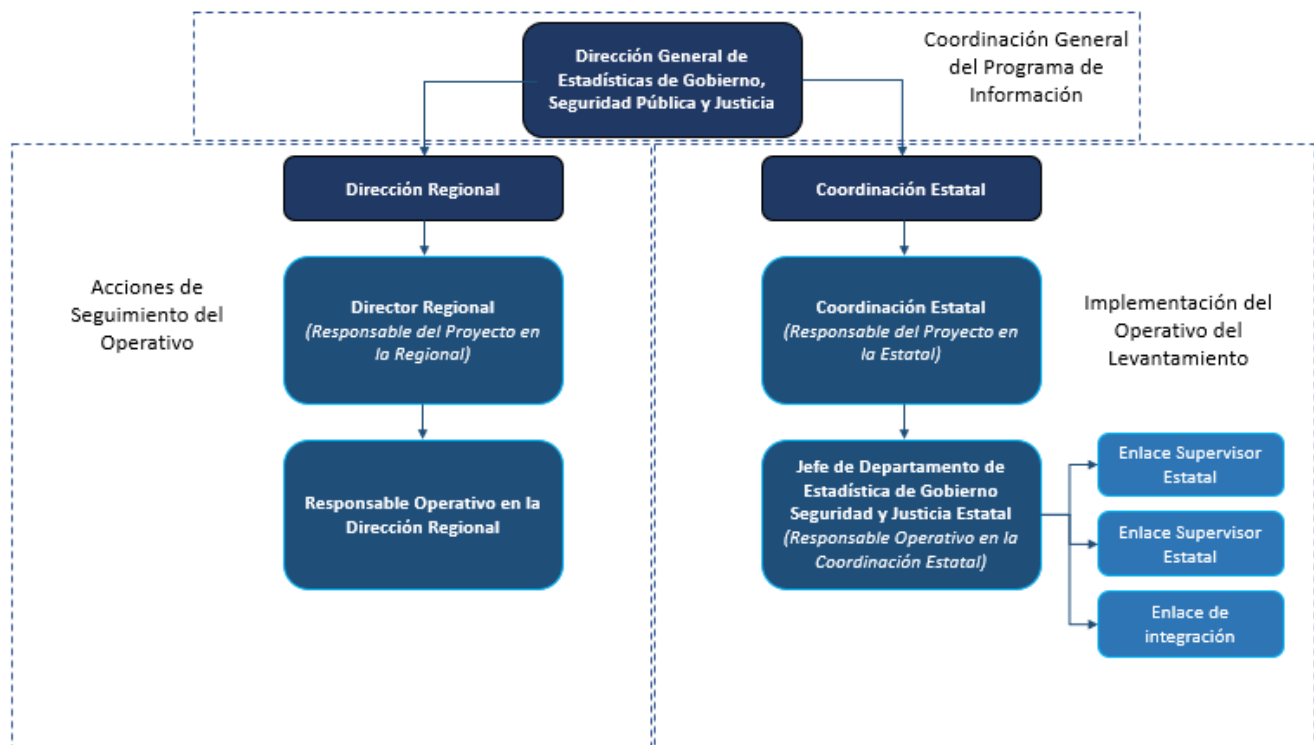 Dirección General de
Estadísticas de Gobierno,
Seguridad Pública y Justicia
Coordinación General
del Programa de
Información
Dirección Regional
Coordinación Estatal
Acciones de
Seguimiento del
Operativo
Director Regional
(Responsable del Proyecto en
la Regional)
Coordinación Estatal
(Responsable del Proyecto en
la Estatal)
Implementación del
Operativo del
Levantamiento
Responsable Operativo en la
Dirección Regional
Jefe de Departamento de
Estadística de Gobierno
Seguridad y Justicia Estatal
(Responsable Operativo en la
Coordinación Estatal)
Enlace Supervisor
Estatal
Enlace Supervisor
Estatal
Enlace de
integración